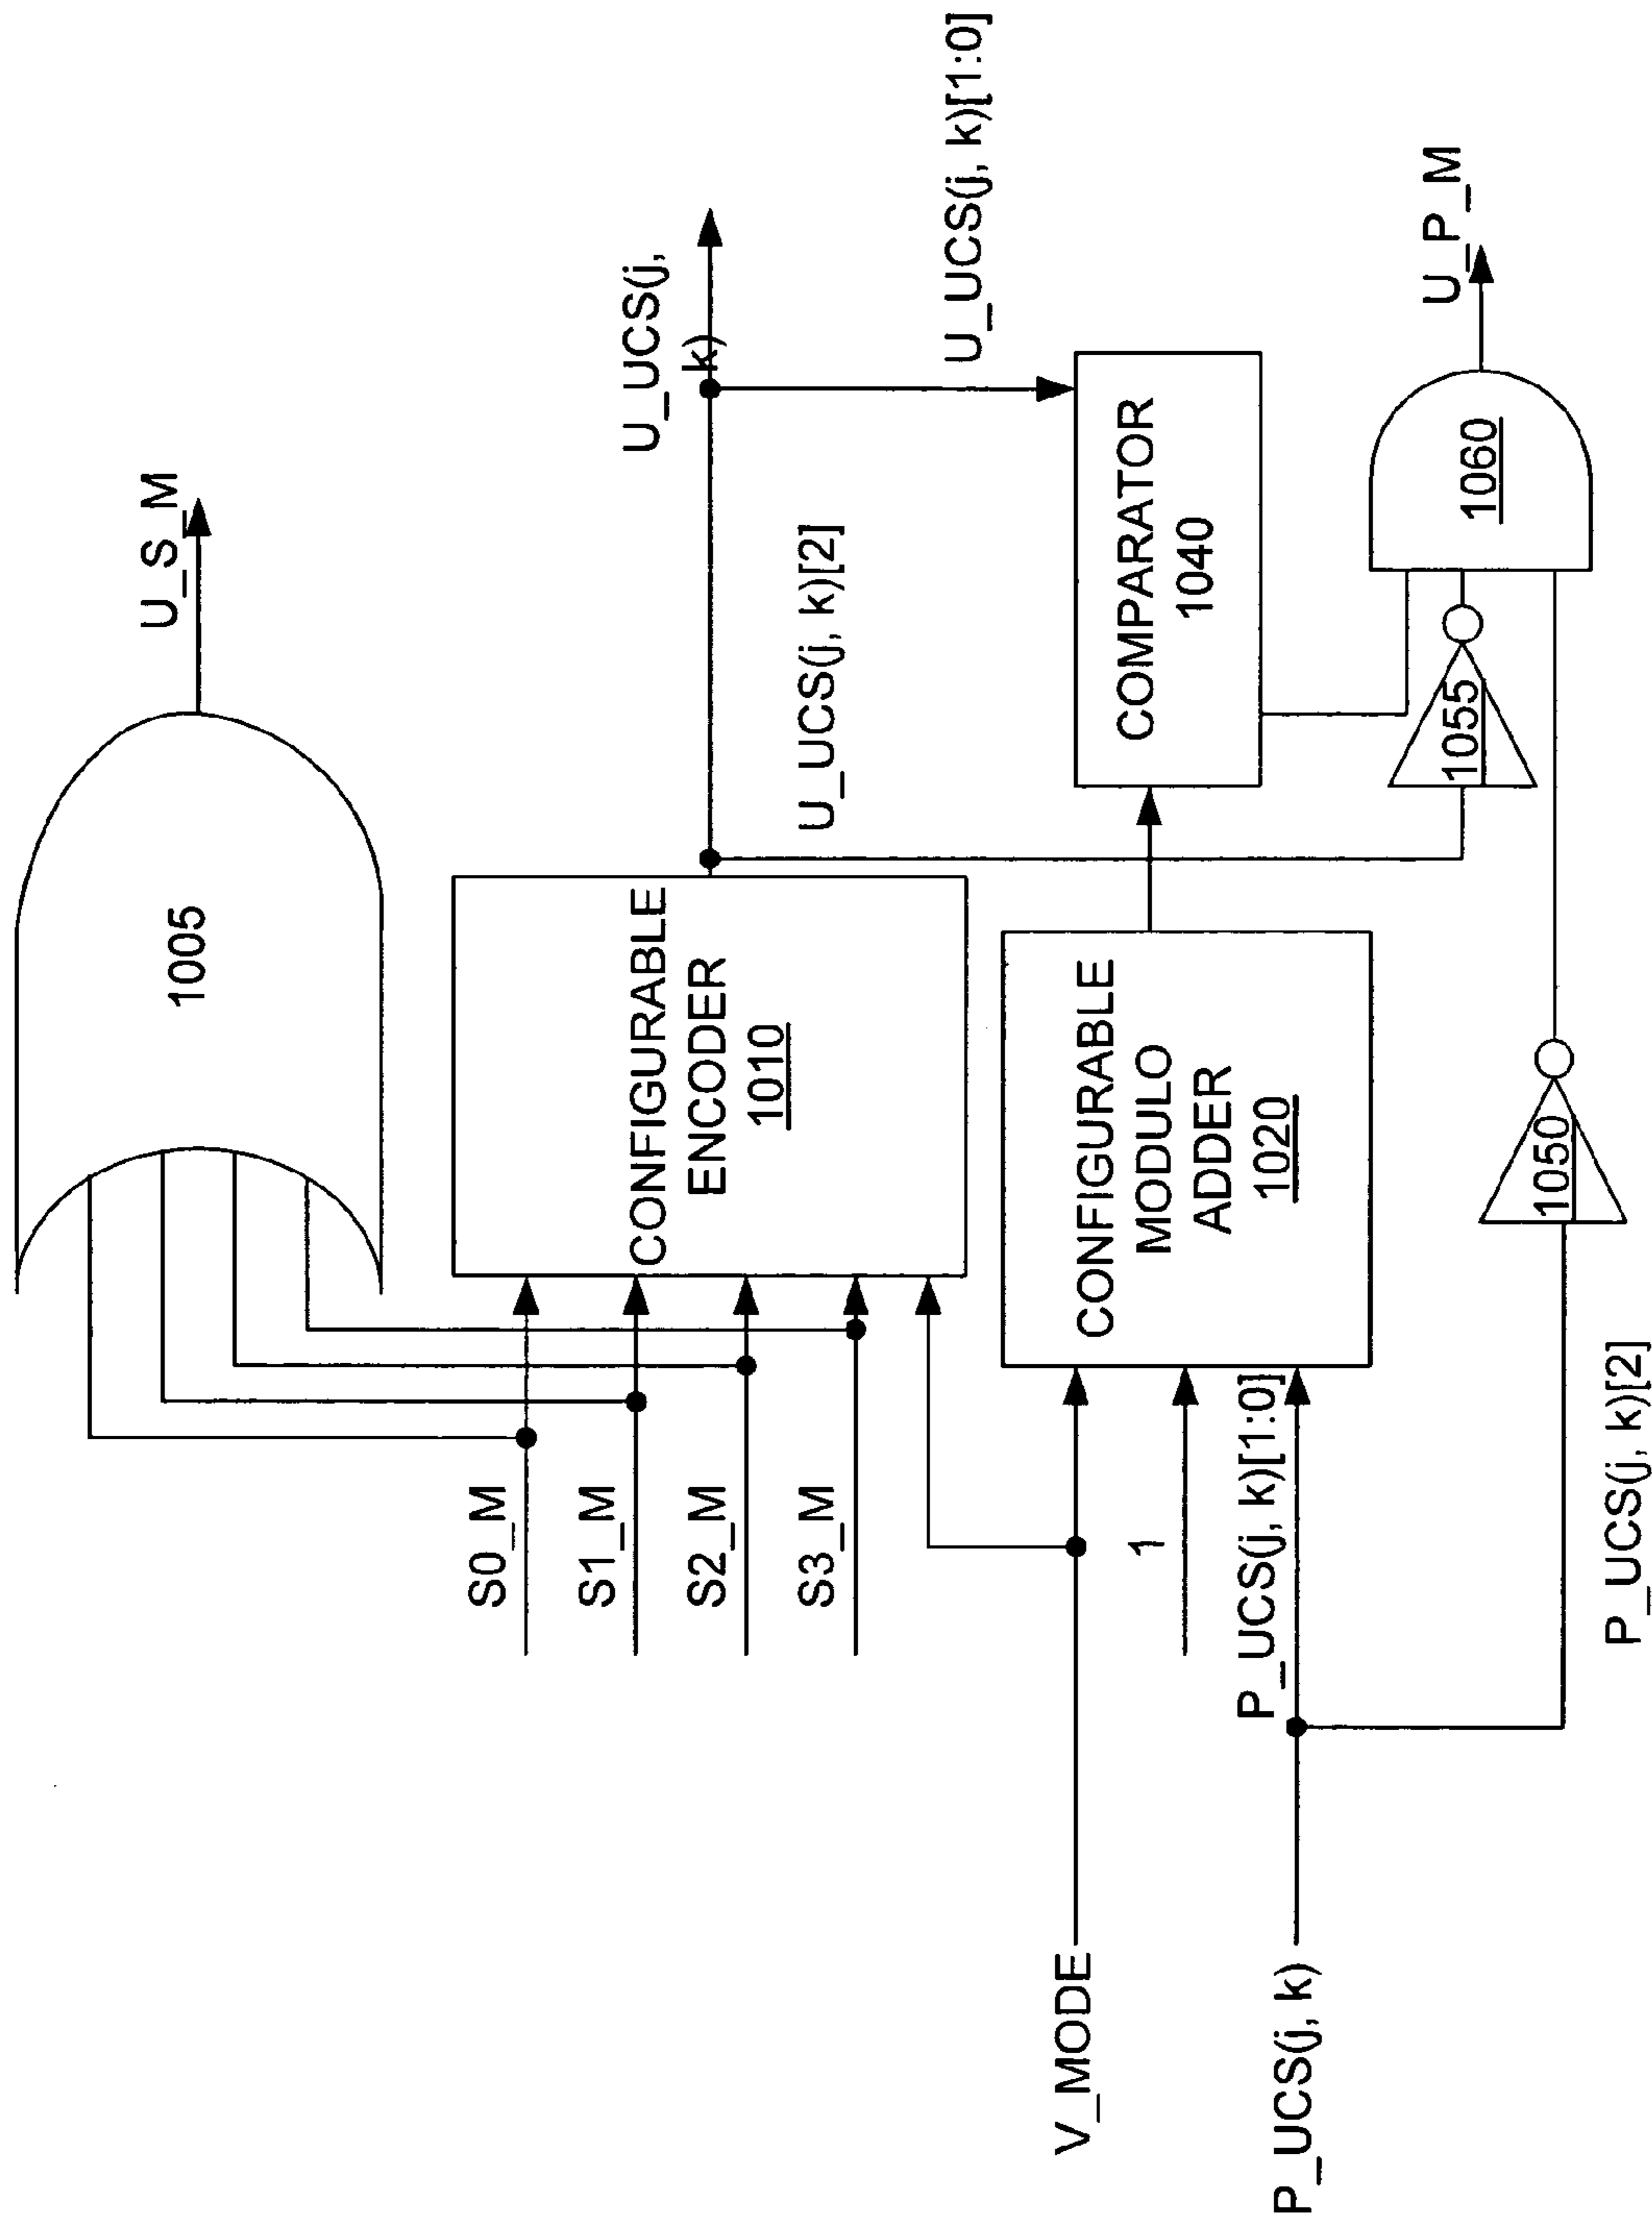 U_S_M
1005
U_UCS(j,
k)
U_UCS(j, k)[2]
U_UCS(j, k)[1:0]
CONFIGURABLE
ENCODER
1010
S0_M
S1_M
S2_M
S3_M
COMPARATOR
1040
CONFIGURABLE
MODULO
ADDER
1020
V_MODE
1
P_UCS(j, k)[1:0]
P_UCS(j, k)
U_P_M
1060
1055
1050
P_UCS(j, k)[2]